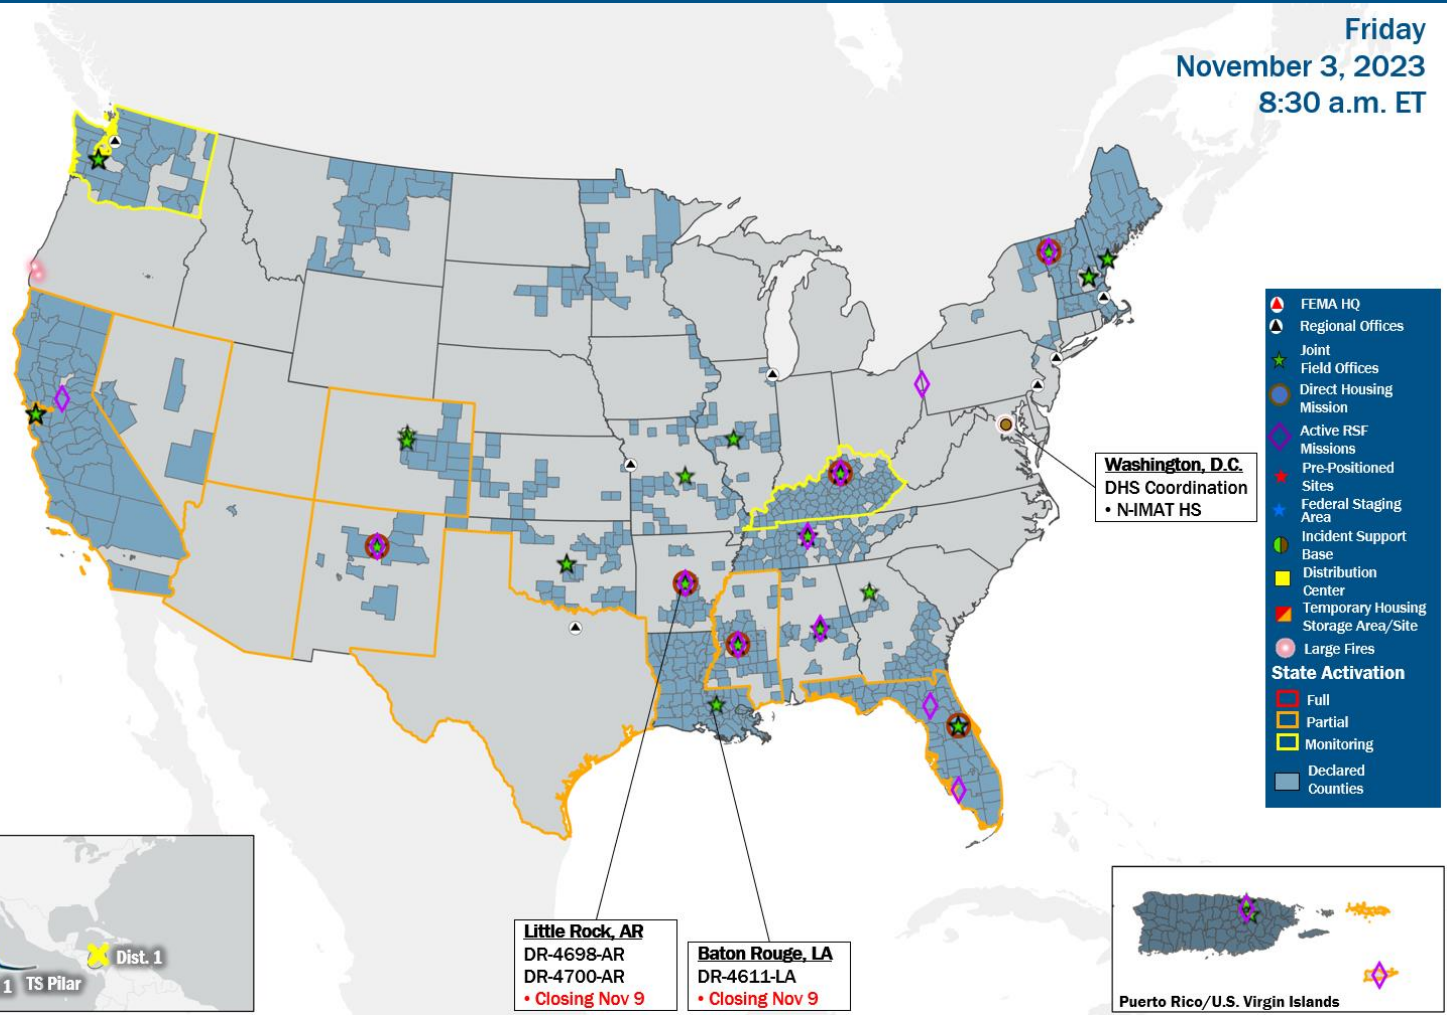 Friday
November 3, 2023
8:30 a.m. ET
FEMA HQ
Regional Offices
Joint
Field Offices
Direct Housing
Mission
Active RSF
Missions
Pre-Positioned
Sites
Federal Staging
Area
Incident Support
Base
Distribution
Center
Temporary Housing
Storage Area/Site
Large Fires
State Activation
Full
Partial
Monitoring
Declared
Counties
Washington, D.C.
DHS Coordination
• N-IMAT HS
Little Rock, AR
DR-4698-AR
DR-4700-AR
• Closing Nov 9
Baton Rouge, LA
DR-4611-LA
• Closing Nov 9
Dist. 1
1 TS Pilar
Puerto Rico/U.S. Virgin Islands